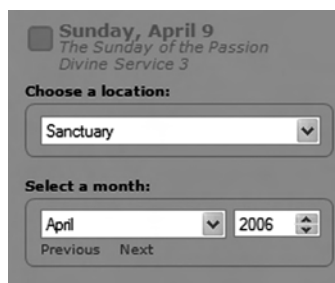 Sunday, April 9
The Sunday of the Passion
Divine Service 3
Choose a location:
Sanctuary
Select a month:
April 2006
Previous Next